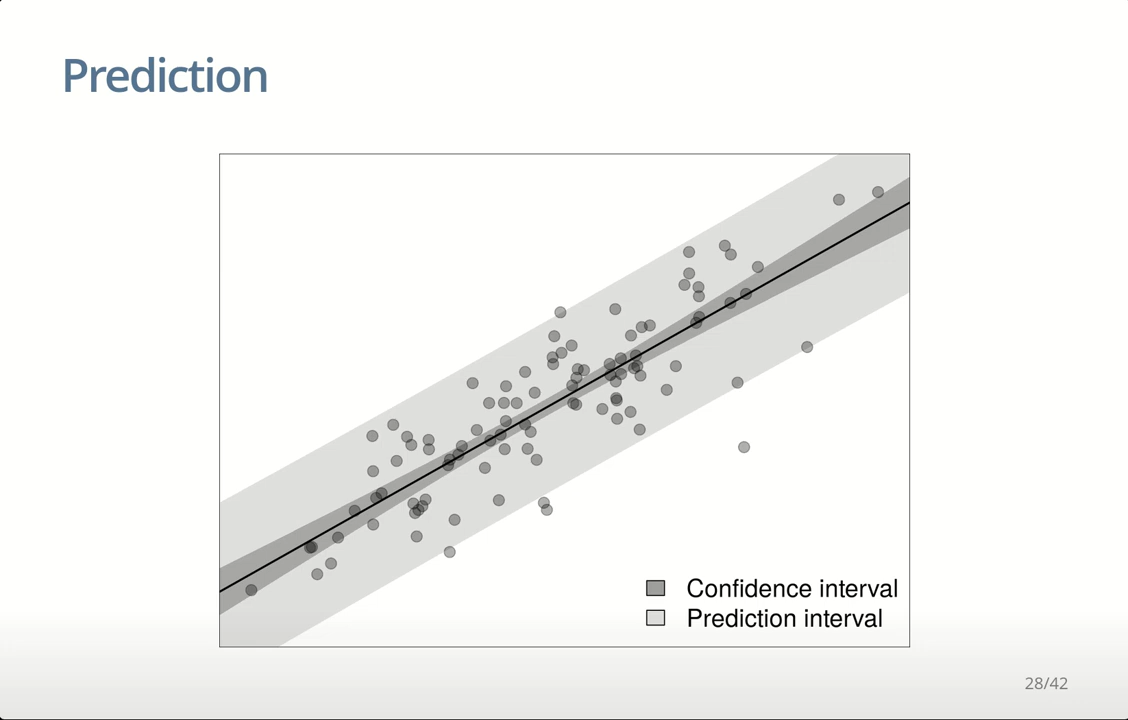 Prediction
Confidence interval
Prediction interval
28/42